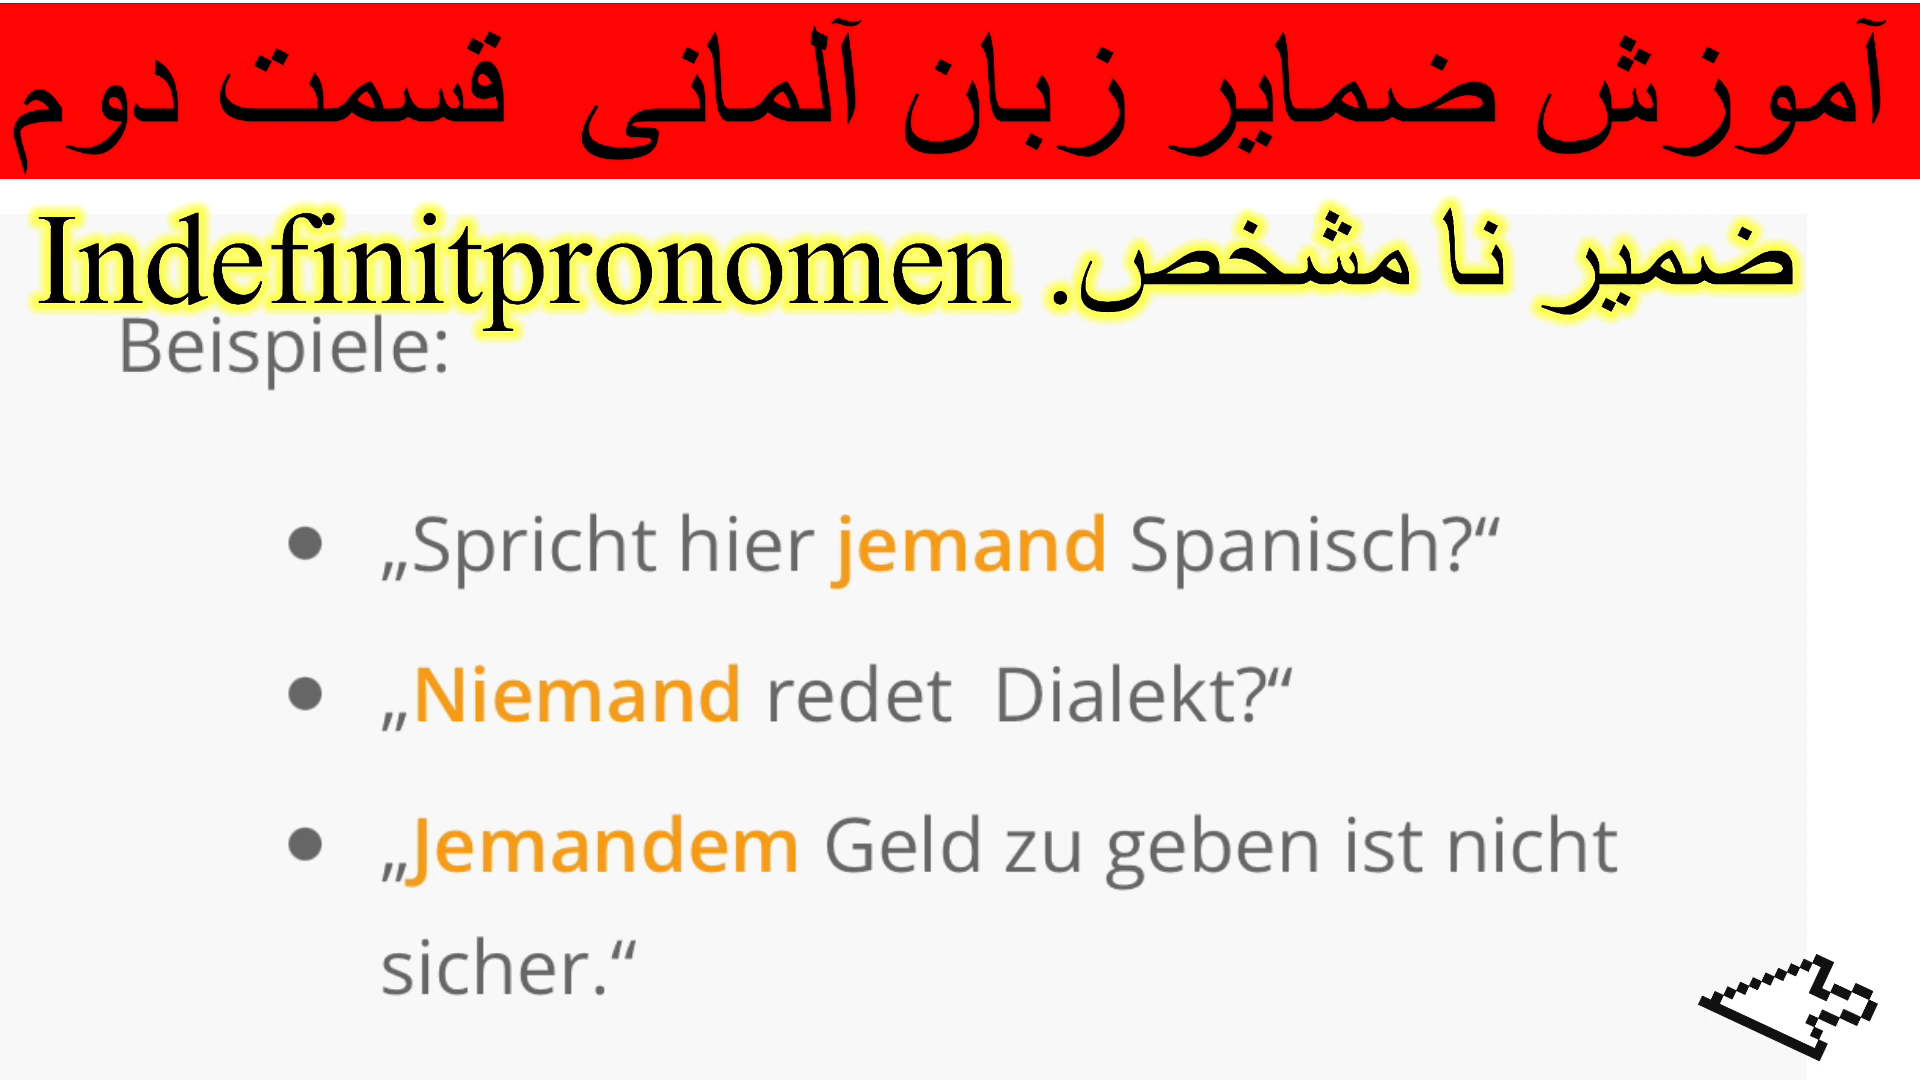 آموزش ضمایر زبان آلمانی قسمت دوم
ضمیر نا مشخص. Indefinitpronomen
Beispiele:
● „Spricht hier jemand Spanisch?“
● „Niemand redet Dialekt?“
● „Jemandem Geld zu geben ist nicht
sicher.“